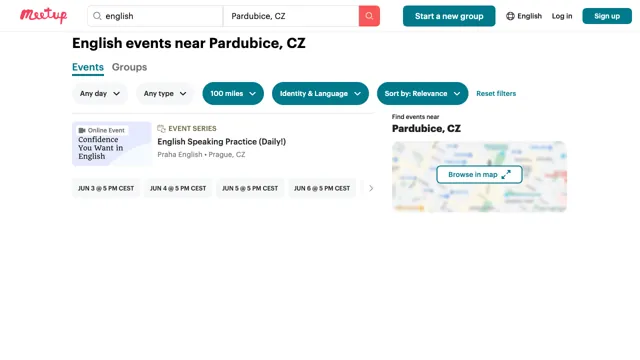 meetup
english
Pardubice, CZ
Start a new group
English
Log in
Sign up
English events near Pardubice, CZ
Events
Groups
Any day
Any type
100 miles
Identity & Language
Sort by: Relevance
Reset filters
Online Event
Confidence
You Want in
English
EVENT SERIES
English Speaking Practice (Daily!)
Praha English • Prague, CZ
JUN 3 @ 5 PM CEST
JUN 4 @ 5 PM CEST
JUN 5 @ 5 PM CEST
JUN 6 @ 5 PM CEST
Find events near
Pardubice, CZ
Browse in map